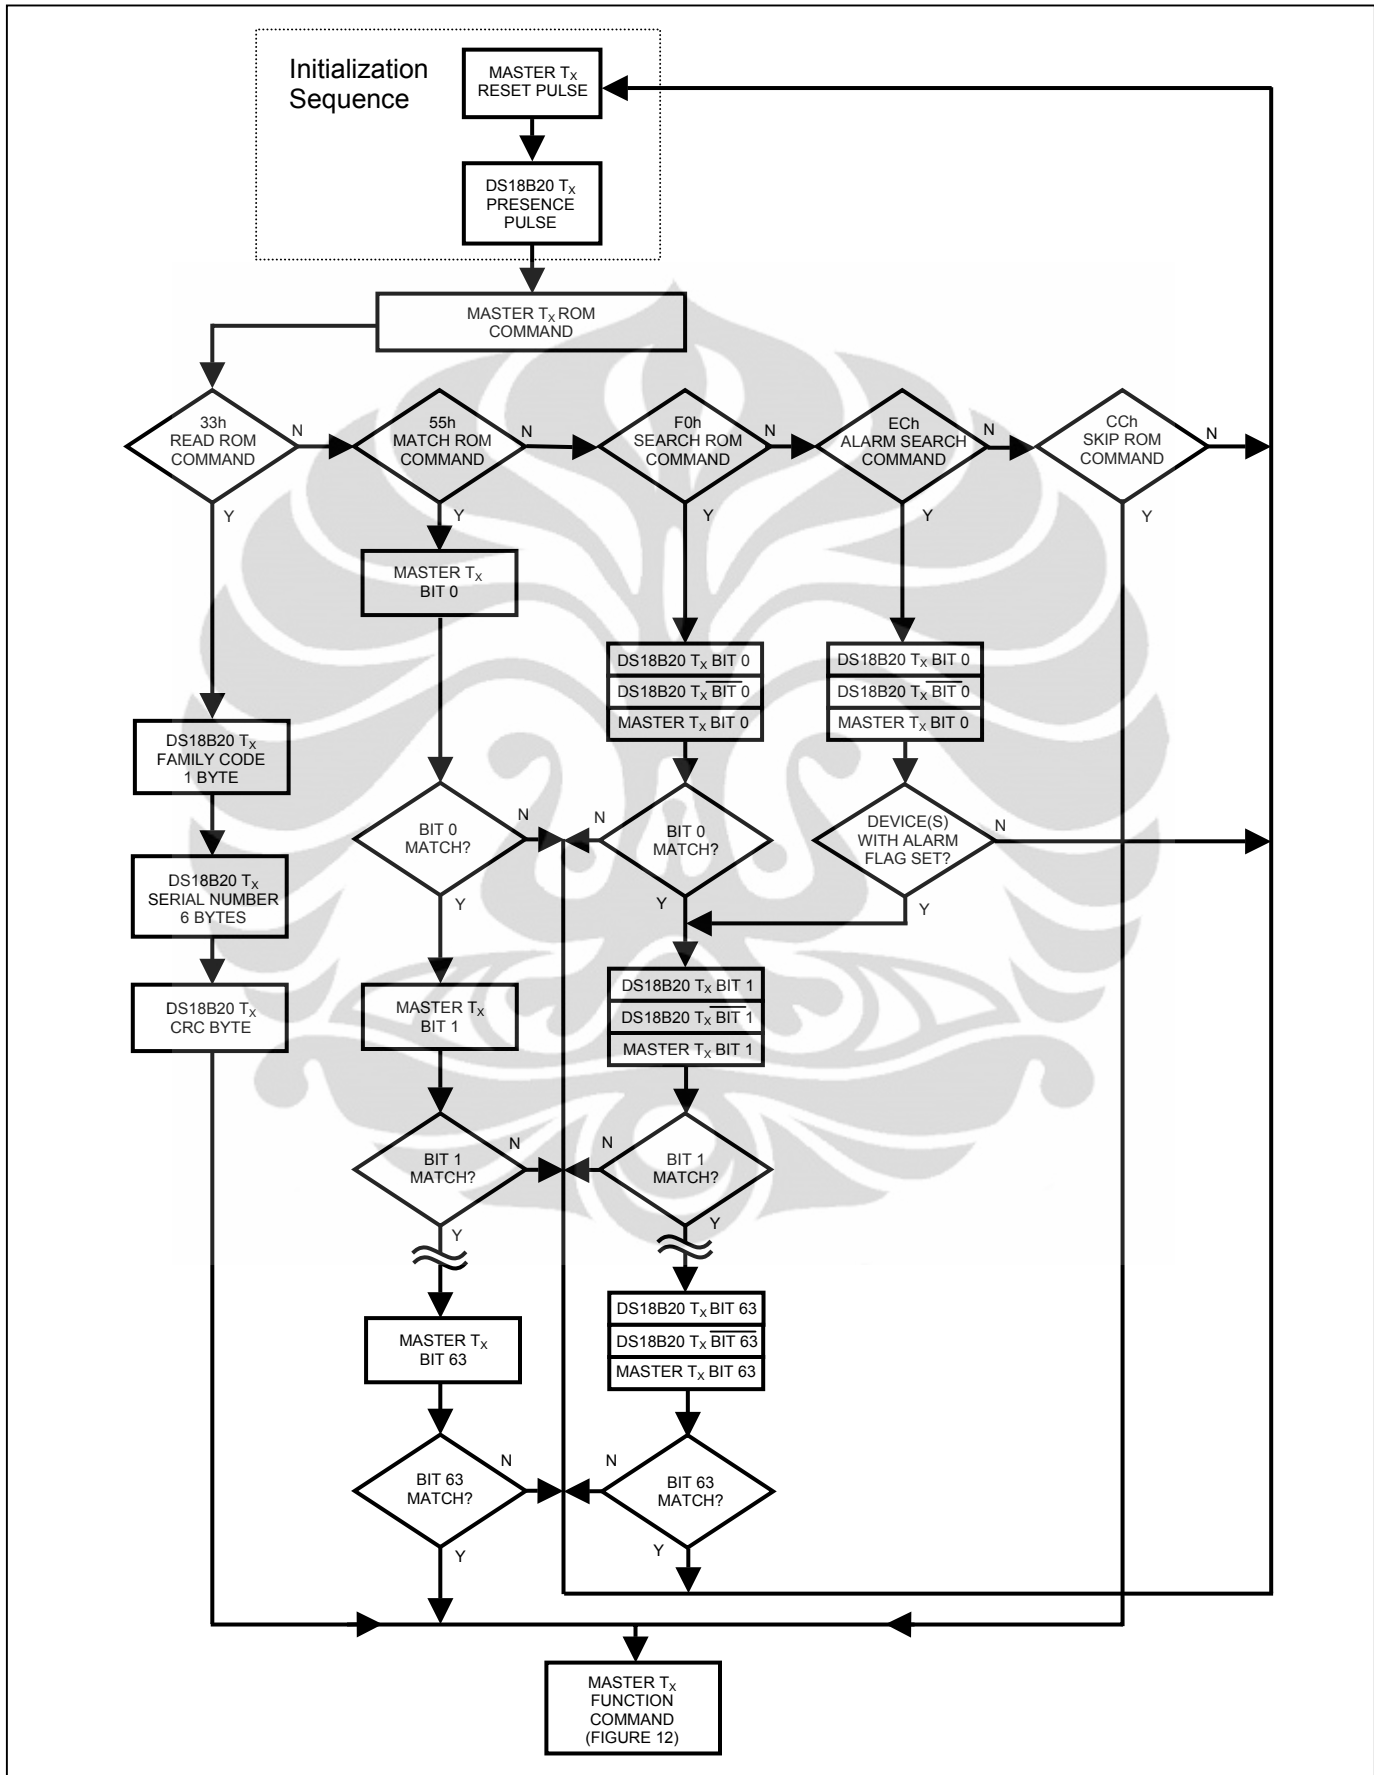 Initialization
Sequence
MASTER TX
RESET PULSE
DS18B20 TX
PRESENCE
PULSE
MASTER TX ROM
COMMAND
33h
READ ROM
COMMAND
N
Y
55h
MATCH ROM
COMMAND
N
Y
F0h
SEARCH ROM
COMMAND
N
Y
ECh
ALARM SEARCH
COMMAND
N
Y
CCh
SKIP ROM
COMMAND
N
Y
MASTER TX
BIT 0
DS18B20 TX BIT 0
DS18B20 TX B̅I̅T̅ 0̅
MASTER TX BIT 0
DS18B20 TX BIT 0
DS18B20 TX B̅I̅T̅ 0̅
MASTER TX BIT 0
DS18B20 TX
FAMILY CODE
1 BYTE
BIT 0
MATCH?
N
Y
N
BIT 0
MATCH?
Y
DEVICE(S)
WITH ALARM
FLAG SET?
N
Y
DS18B20 TX
SERIAL NUMBER
6 BYTES
DS18B20 TX
CRC BYTE
MASTER TX
BIT 1
DS18B20 TX BIT 1
DS18B20 TX B̅I̅T̅ 1̅
MASTER TX BIT 1
BIT 1
MATCH?
N
Y
N
BIT 1
MATCH?
Y
MASTER TX
BIT 63
DS18B20 TX BIT 63
DS18B20 TX B̅I̅T̅ 6̅3̅
MASTER TX BIT 63
BIT 63
MATCH?
N
Y
N
BIT 63
MATCH?
Y
MASTER TX
FUNCTION
COMMAND
(FIGURE 12)